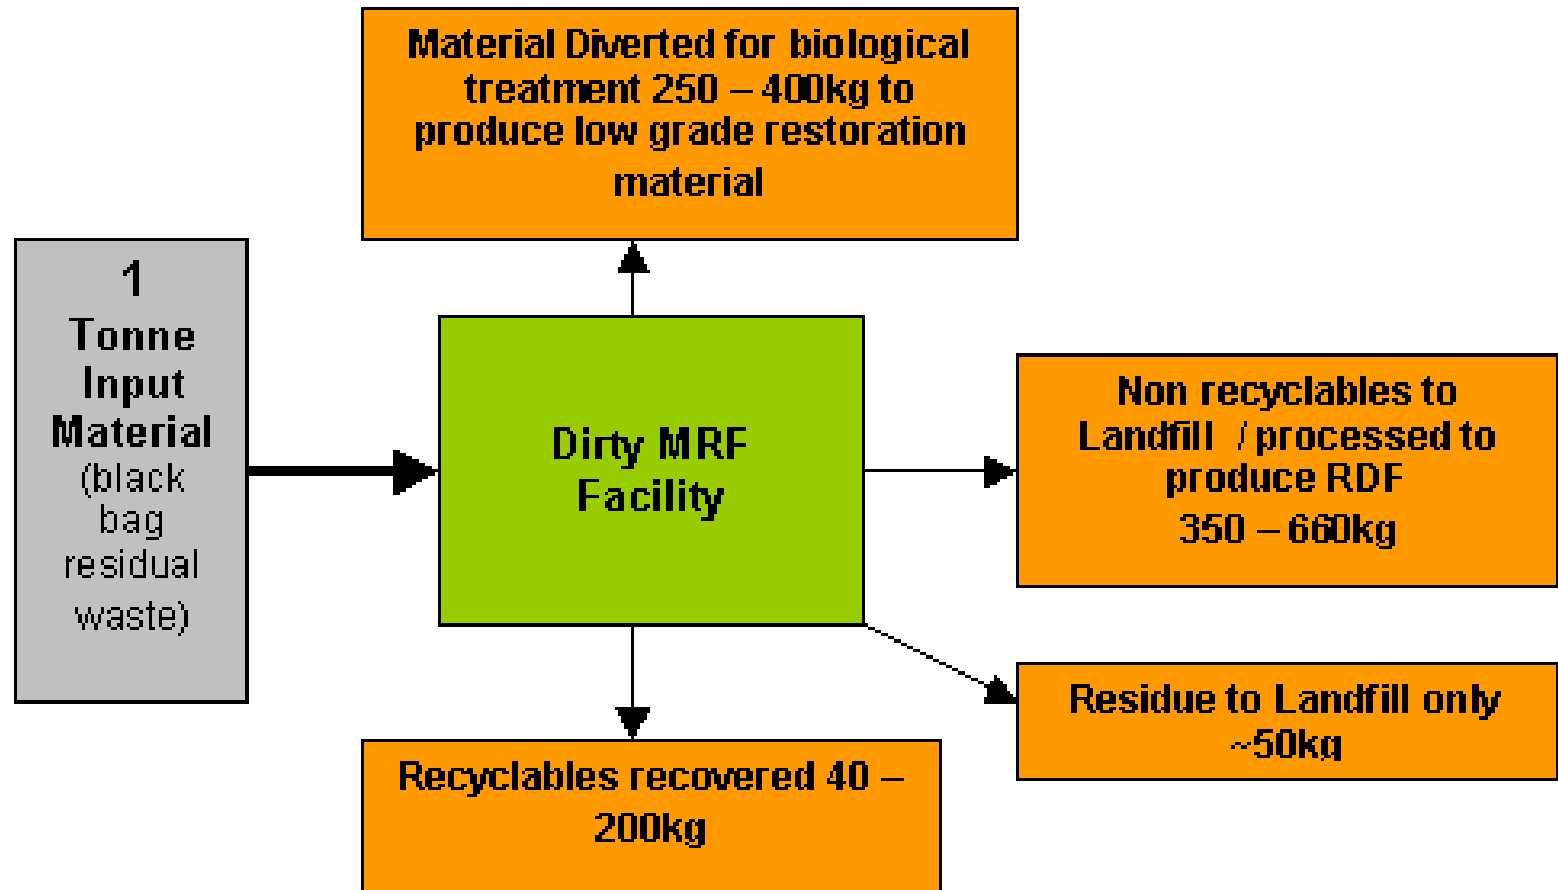 Material Diverted for biological
treatment 250 – 400kg to
produce low grade restoration
material
1
Tonne
Input
Material
(black
bag
residual
waste)
Dirty MRF
Facility
Non recyclables to
Landfill / processed to
produce RDF
350 – 660kg
Residue to Landfill only
~50kg
Recyclables recovered 40 –
200kg